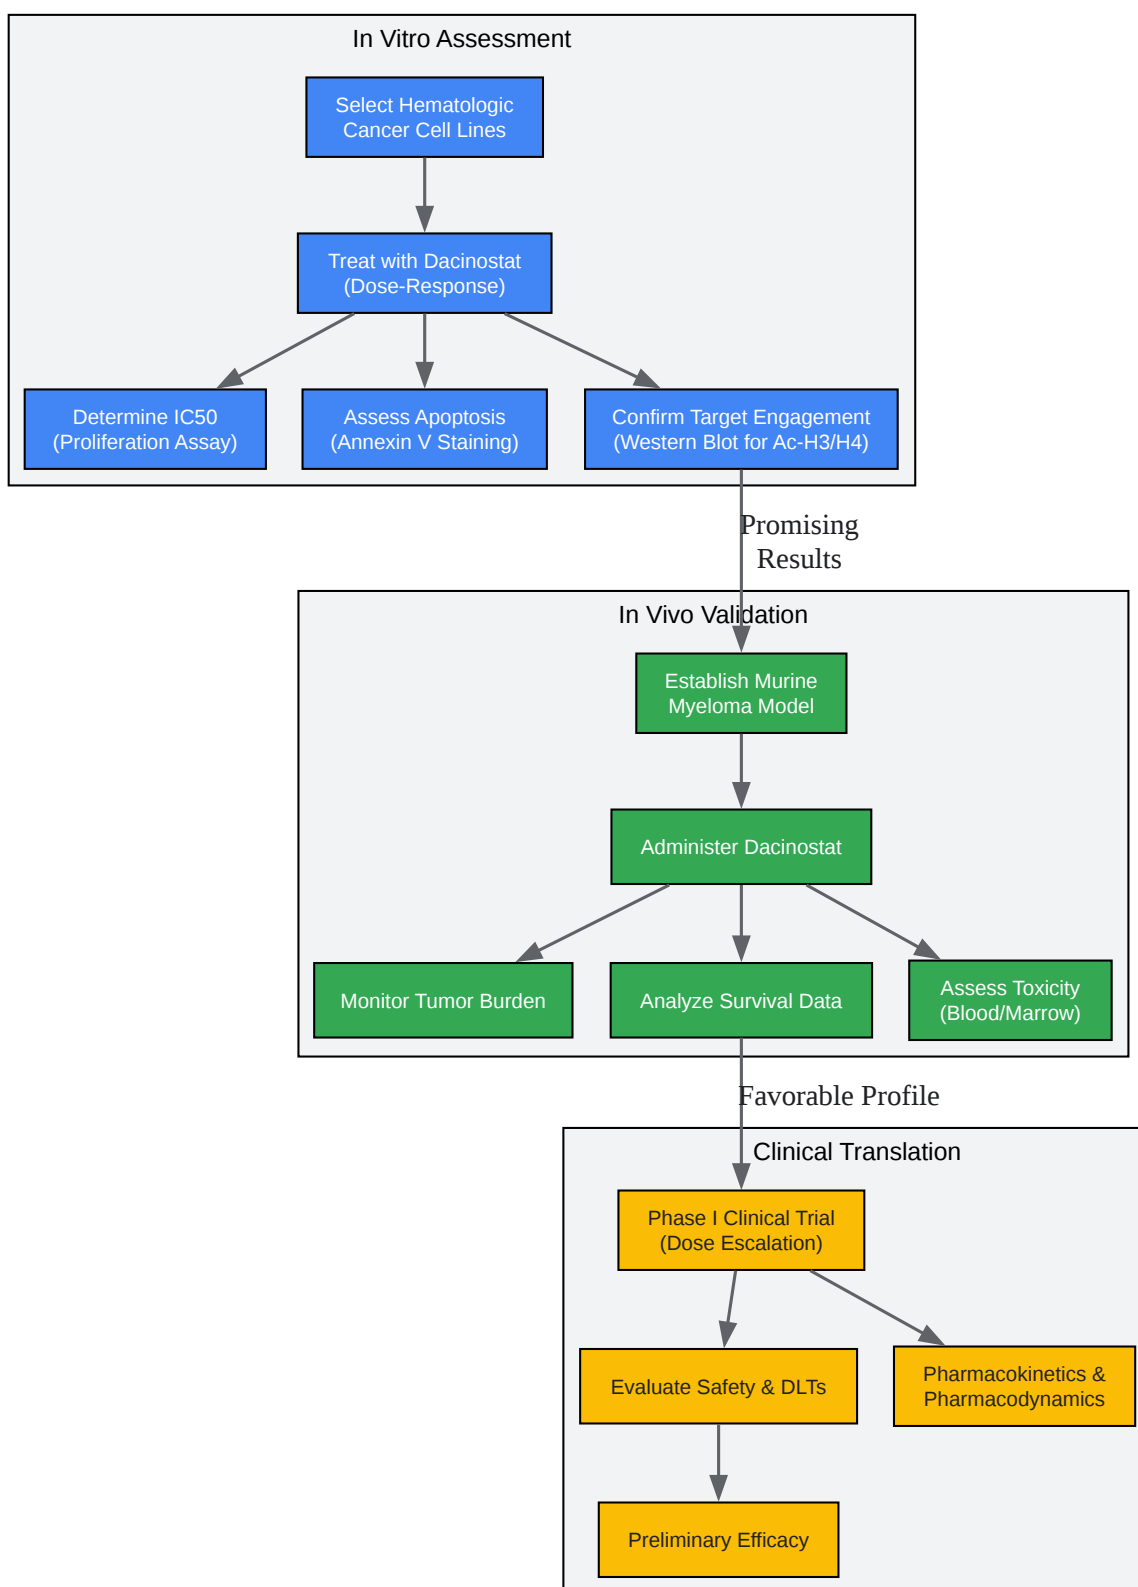 In Vitro Assessment
Select Hematologic
Cancer Cell Lines
Treat with Dacinostat
(Dose-Response)
Determine IC50
(Proliferation Assay)
Assess Apoptosis
(Annexin V Staining)
Confirm Target Engagement
(Western Blot for Ac-H3/H4)
Promising
Results
In Vivo Validation
Establish Murine
Myeloma Model
Administer Dacinostat
Monitor Tumor Burden
Analyze Survival Data
Assess Toxicity
(Blood/Marrow)
Favorable Profile
Clinical Translation
Phase I Clinical Trial
(Dose Escalation)
Evaluate Safety & DLTs
Pharmacokinetics &
Pharmacodynamics
Preliminary Efficacy